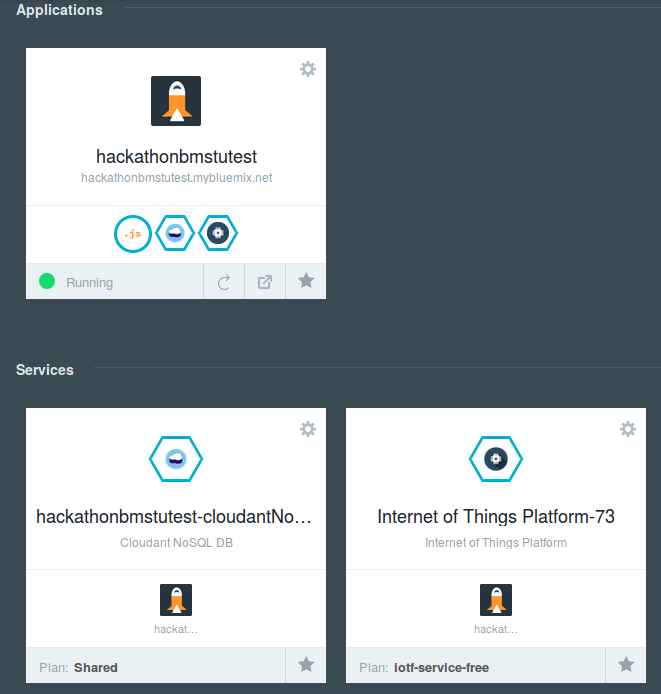 Applications
hackathonbmstutest
hackathonbmstutest.mybluemix.net
.js
Running
Services
hackathonbmstutest-cloudantNo...
Cloudant NoSQL DB
hackat...
Plan: Shared
Internet of Things Platform-73
Internet of Things Platform
hackat...
Plan: iotf-service-free